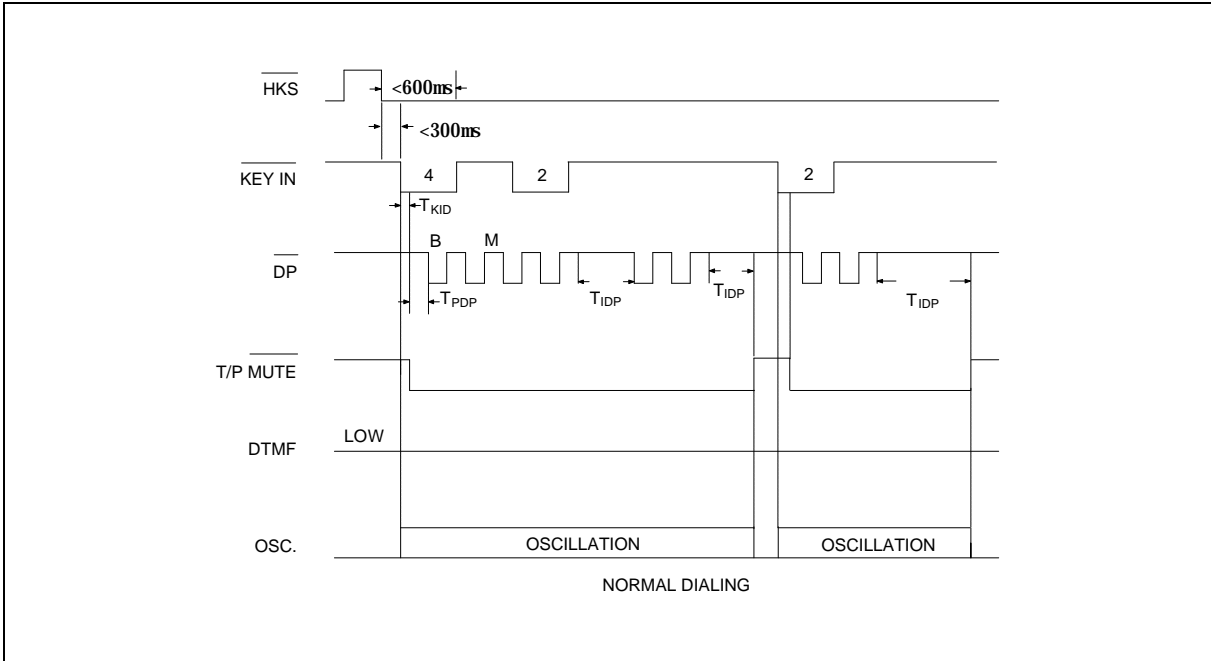 HKS
<600ms
<300ms
KEY IN
4
2
2
TKID
B
M
DP
TPDP
TIDP
TIDP
TIDP
T/P MUTE
LOW
DTMF
OSC.
OSCILLATION
OSCILLATION
NORMAL DIALING